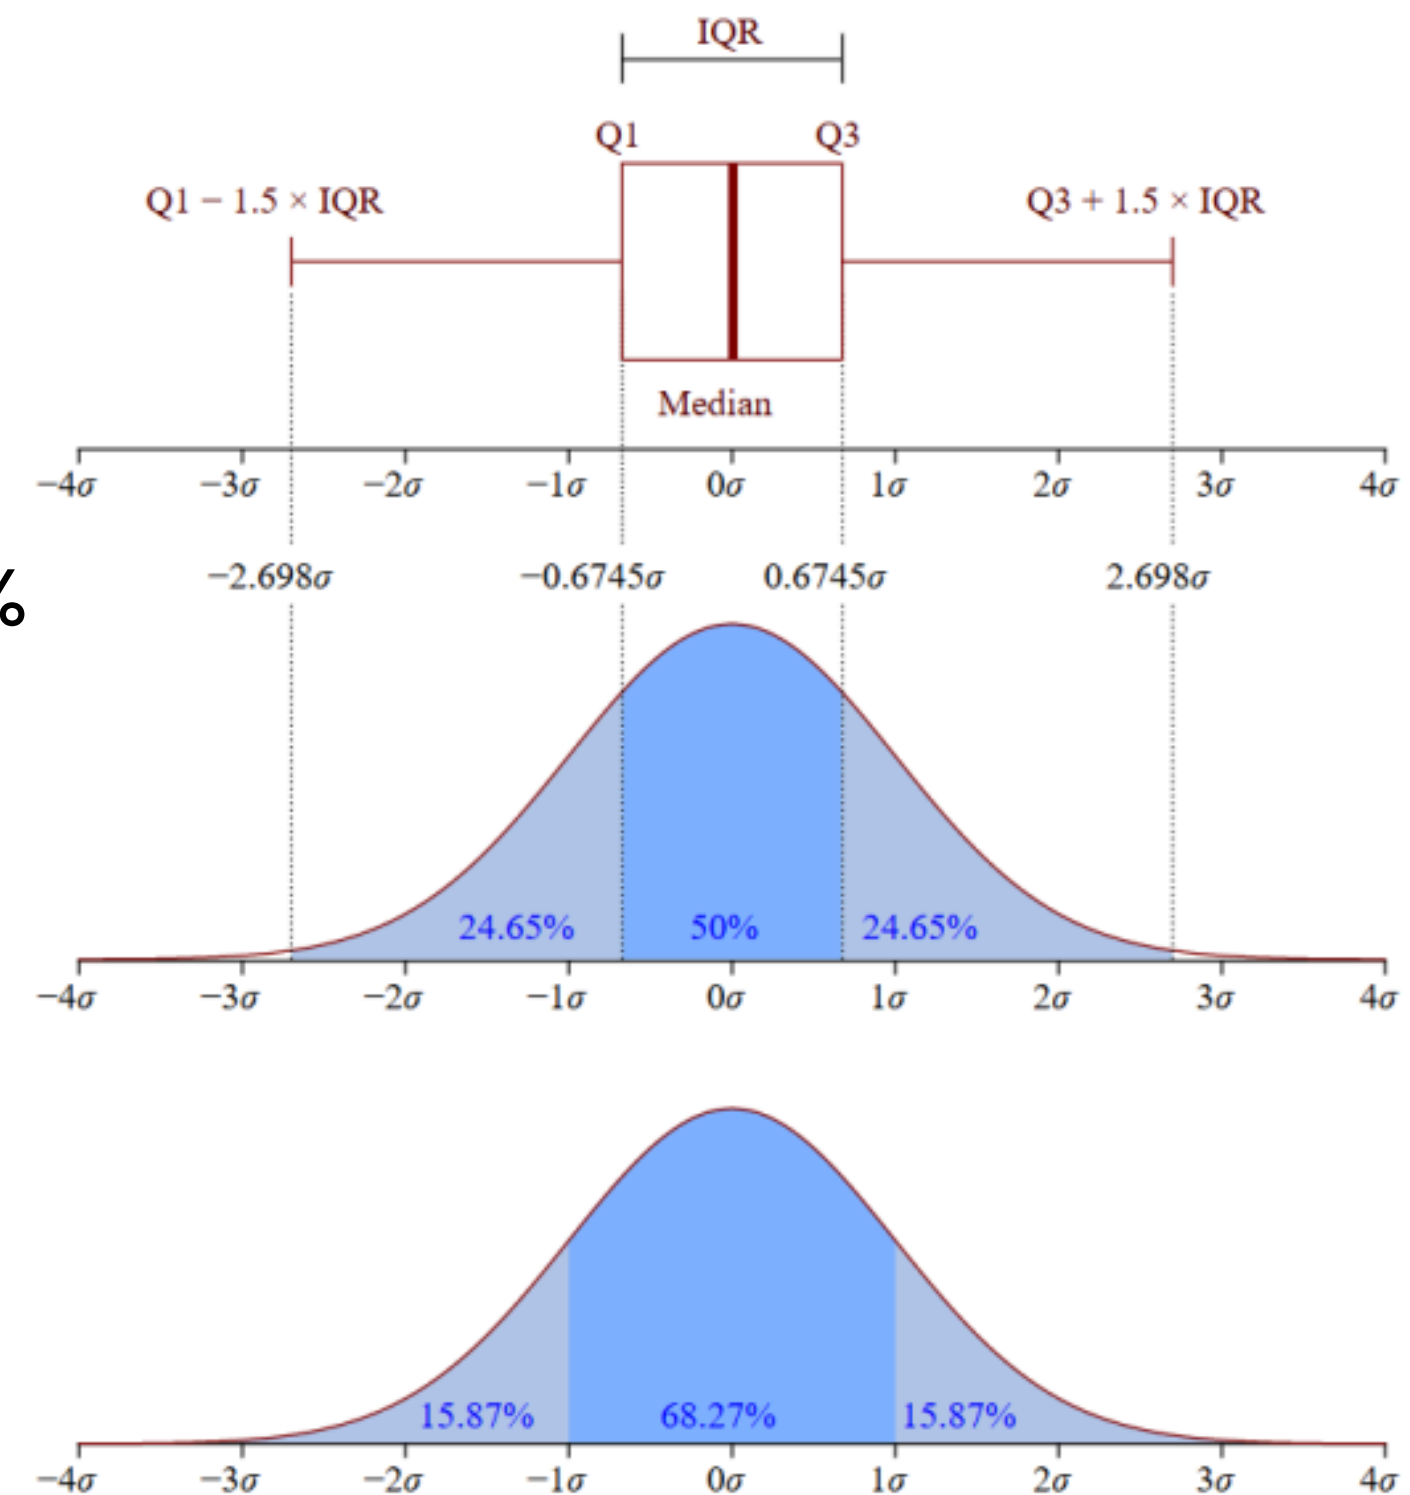 IQR
Q1 Q3
Q1 − 1.5 × IQR Q3 + 1.5 × IQR
Median
−4σ −3σ −2σ −1σ 0σ 1σ 2σ 3σ 4σ
−2.698σ −0.6745σ 0.6745σ 2.698σ
%
24.65% 50% 24.65%
−4σ −3σ −2σ −1σ 0σ 1σ 2σ 3σ 4σ
15.87% 68.27% 15.87%
−4σ −3σ −2σ −1σ 0σ 1σ 2σ 3σ 4σ